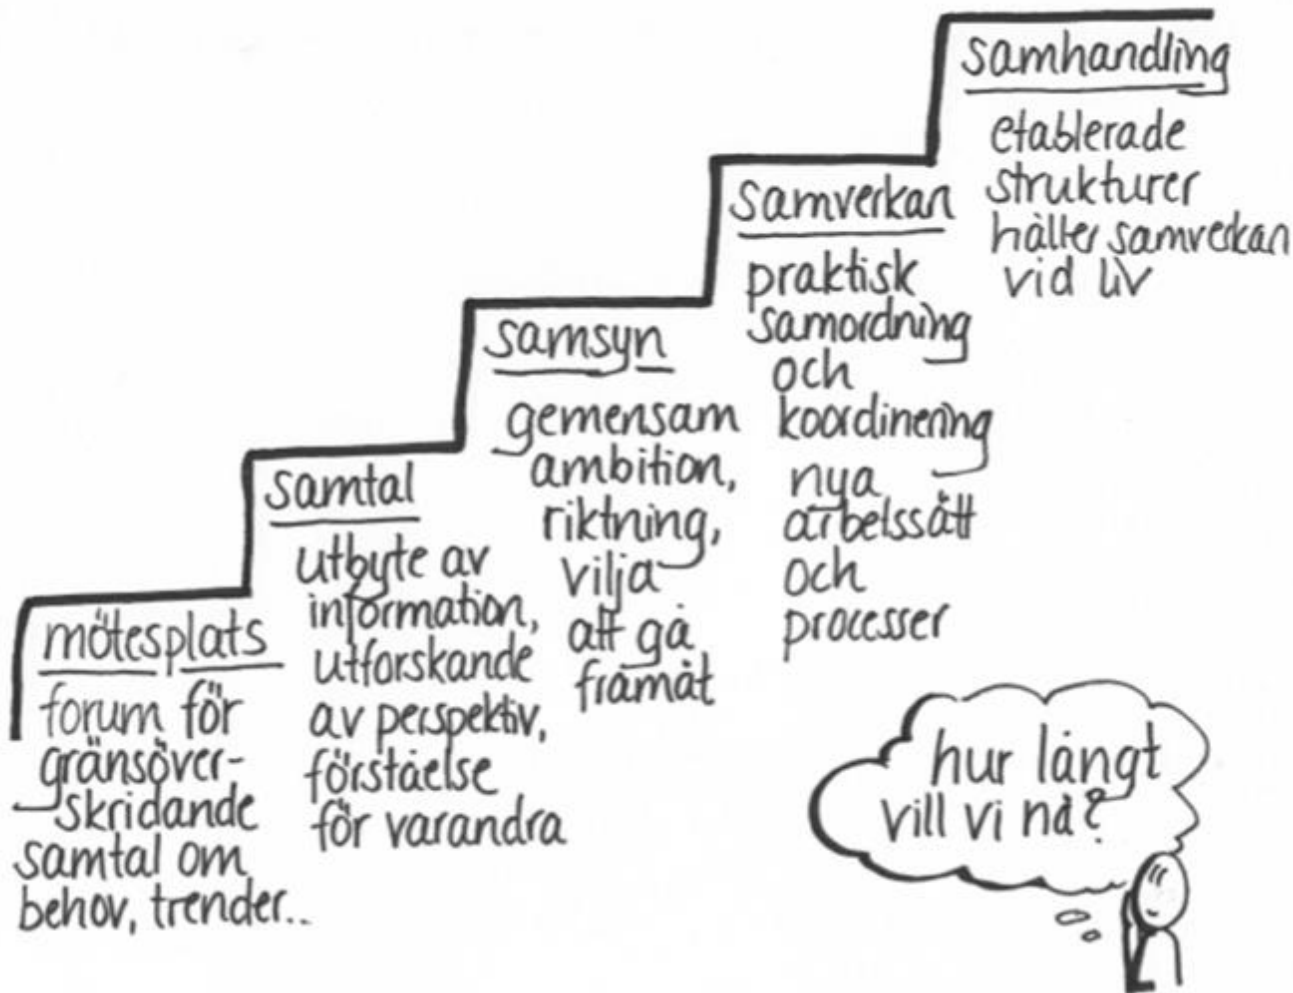 samhandling
etablerade
strukturer
håller samverkan
vid liv
samverkan
praktisk
samordning
och
koordinering
nya
arbetssätt
och
processer
samsyn
gemensam
ambition,
riktning,
vilja
att gå
framåt
samtal
utbyte av
information,
utforskande
av perspektiv,
förståelse
för varandra
mötesplats
forum för
gränsöver-
skridande
samtal om
behov, trender..
hur långt
vill vi nå?